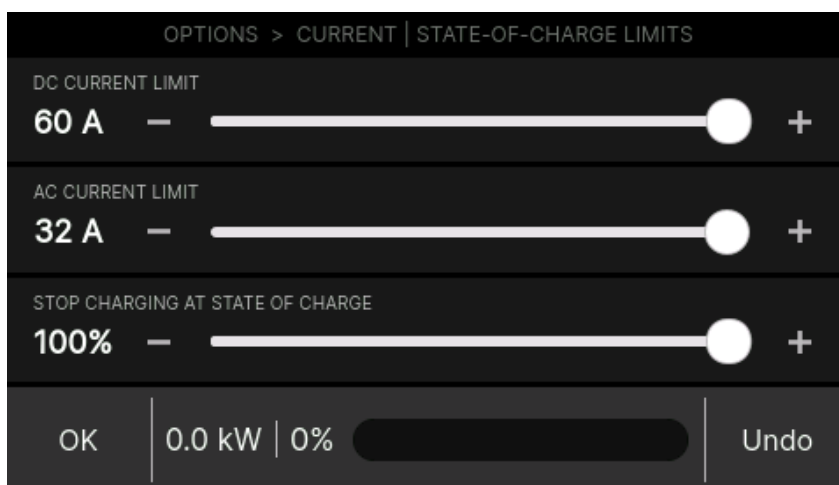 OPTIONS > CURRENT | STATE-OF-CHARGE LIMITS
DC CURRENT LIMIT
60 A − +
AC CURRENT LIMIT
32 A − +
STOP CHARGING AT STATE OF CHARGE
100% − +
OK 0.0 kW | 0% Undo